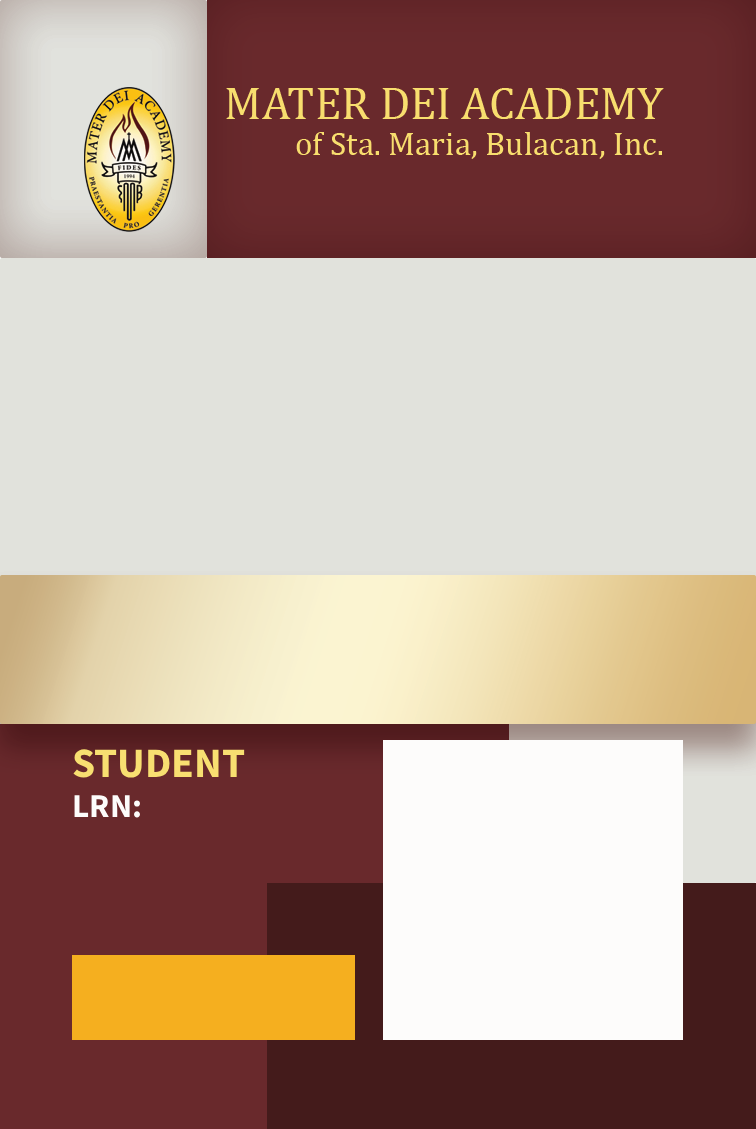 MATER DEI ACADEMY
of Sta. Maria, Bulacan, Inc.
MATER DEI ACADEMY
FIDES
1994
PRAESTANTIA PRO GERENTIA
STUDENT
LRN: